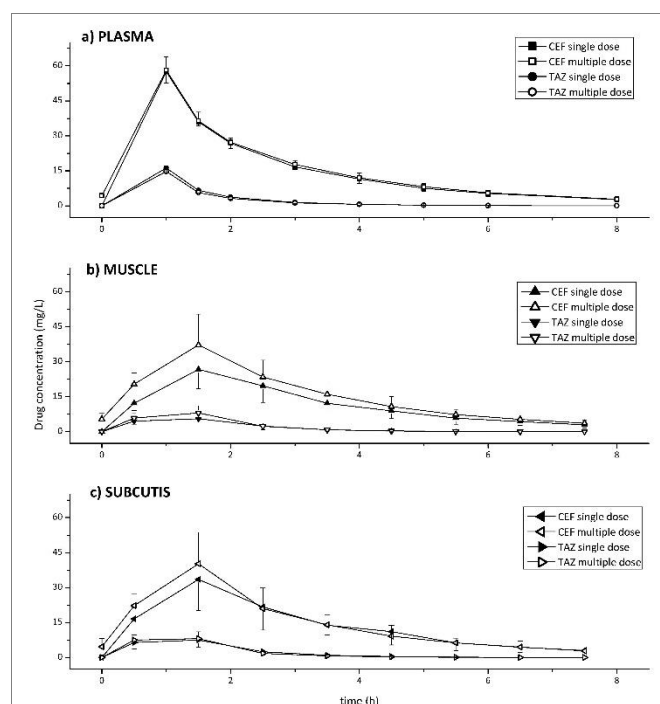 a) PLASMA
CEF single dose
CEF multiple dose
TAZ single dose
TAZ multiple dose
60
45
30
15
0
0
2
4
6
8
b) MUSCLE
CEF single dose
CEF multiple dose
TAZ single dose
TAZ multiple dose
60
45
30
15
0
0
2
4
6
8
Drug concentration (mg/L)
c) SUBCUTIS
CEF single dose
CEF multiple dose
TAZ single dose
TAZ multiple dose
60
45
30
15
0
0
2
4
6
8
time (h)